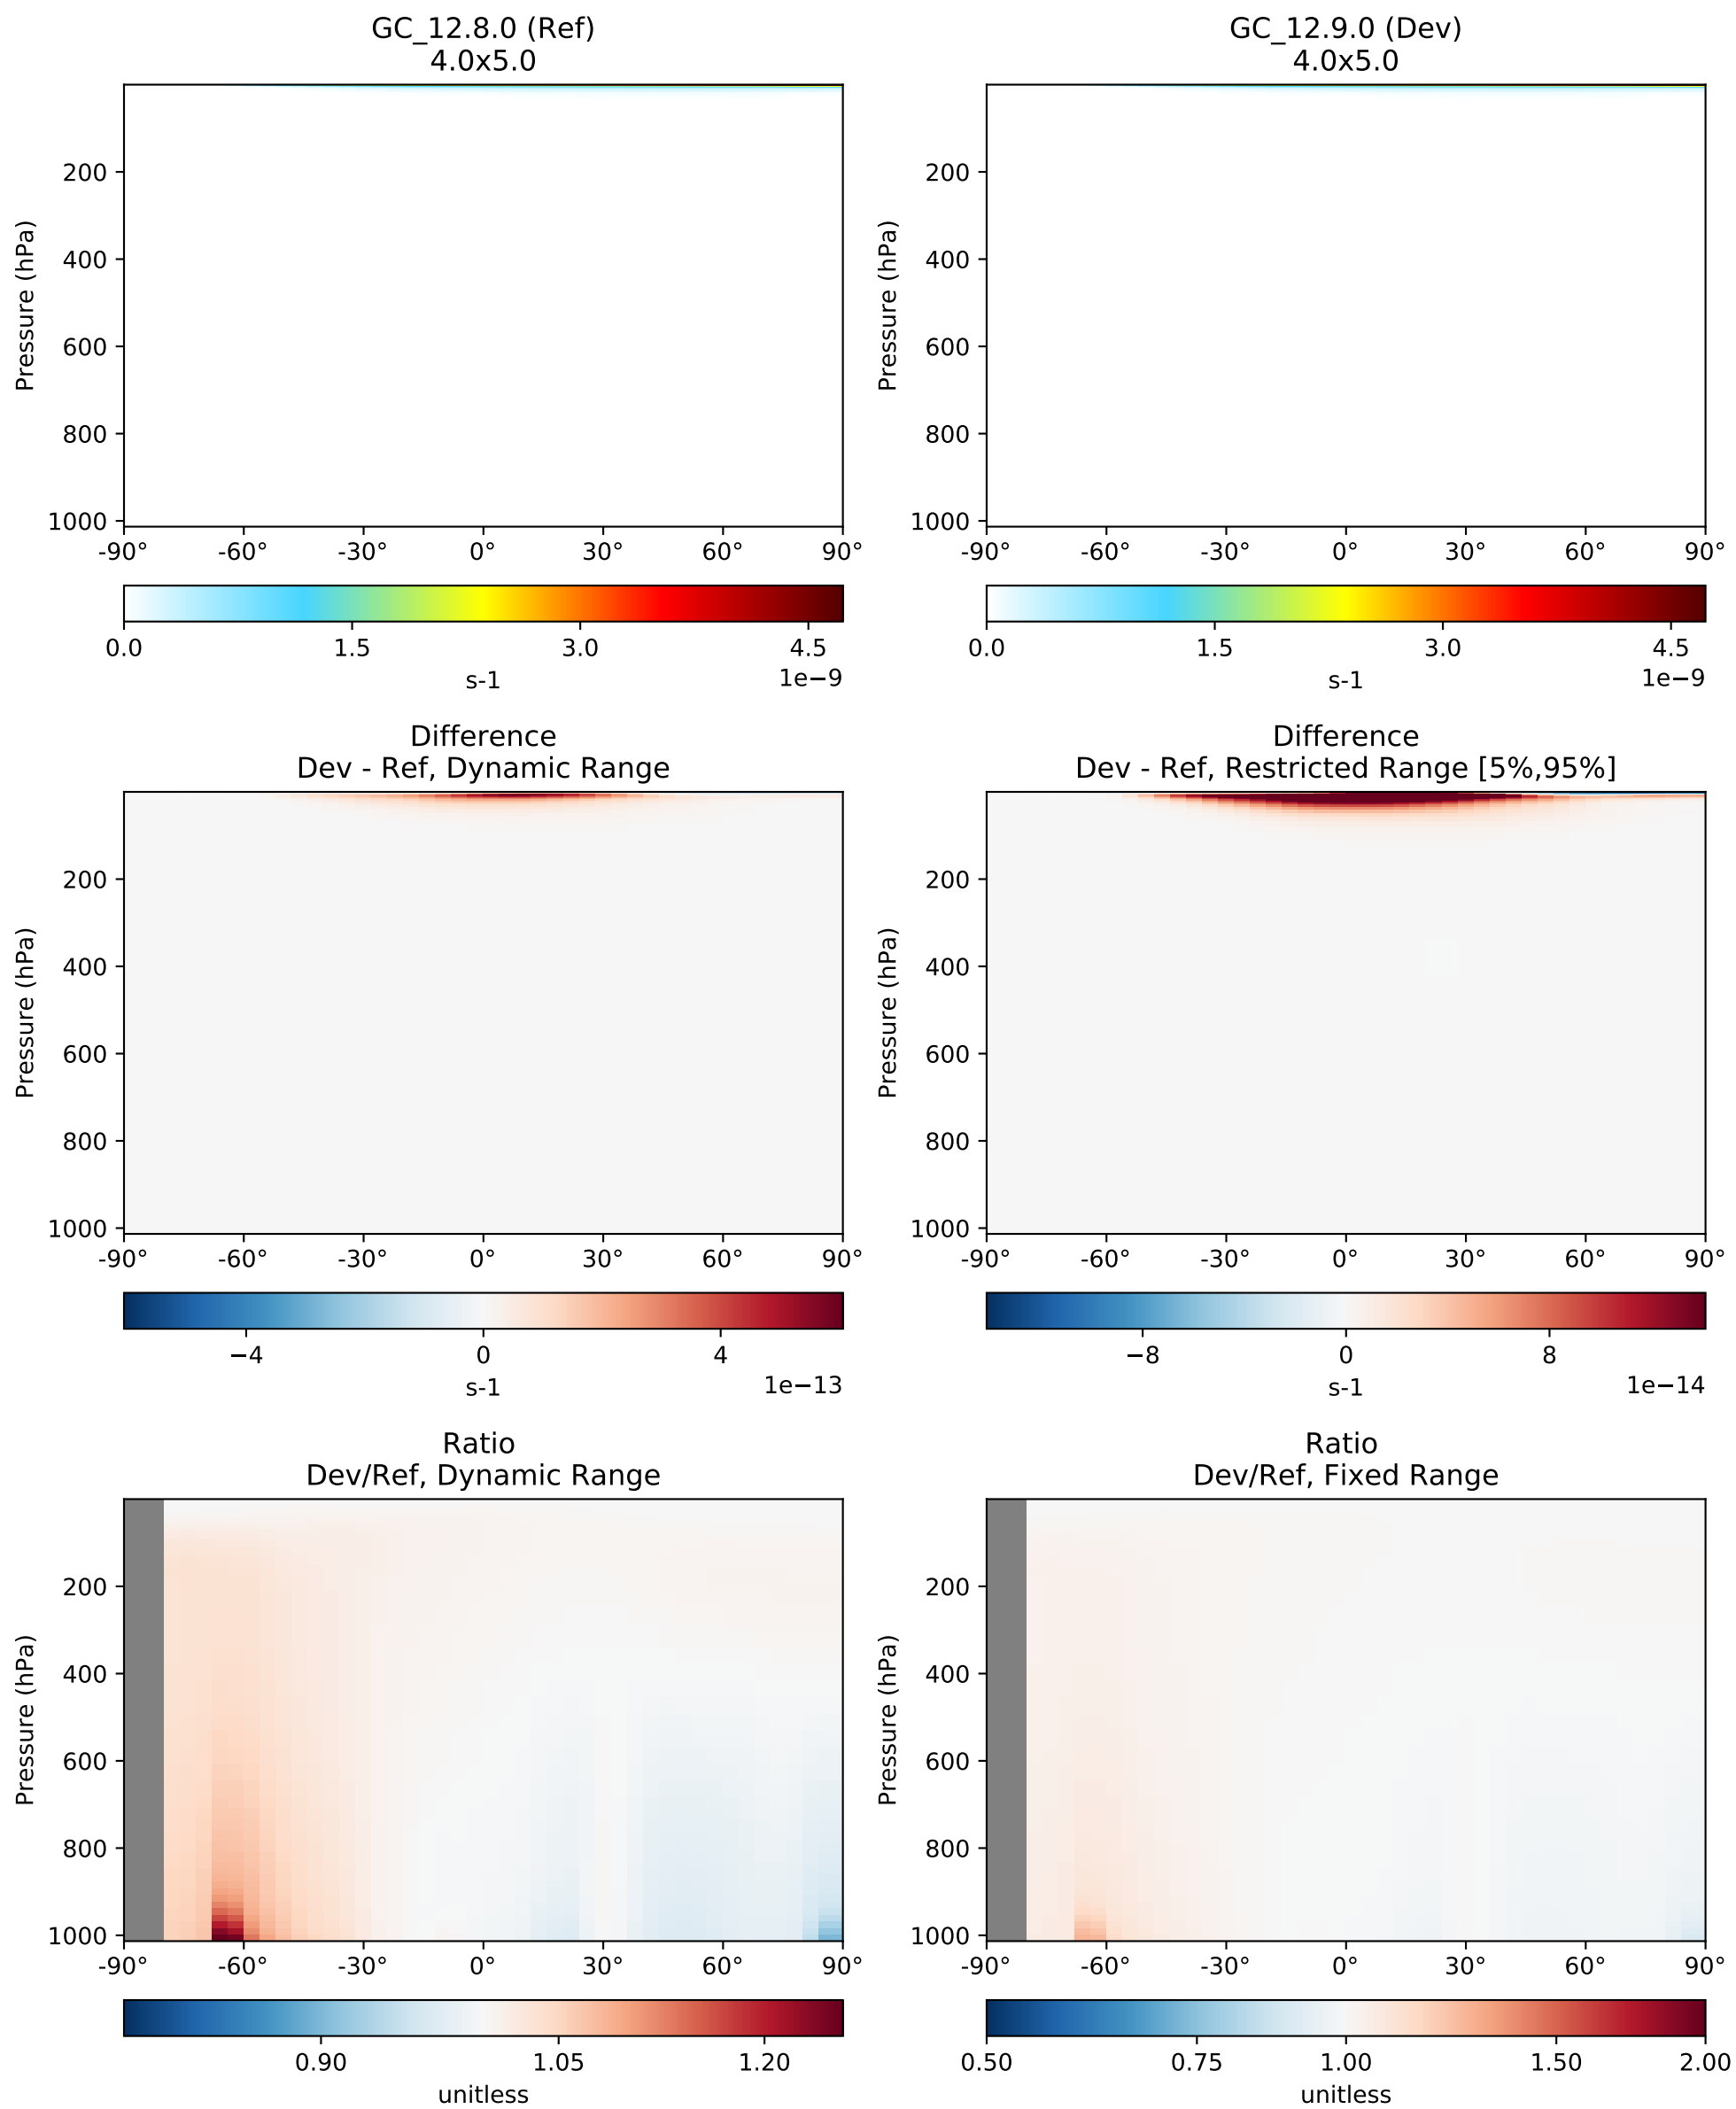 GC_12.8.0 (Ref)
4.0x5.0
Pressure (hPa)
200
400
600
800
1000
-90° -60° -30° 0° 30° 60° 90°
0.0 1.5 3.0 4.5
s-1
1e−9
GC_12.9.0 (Dev)
4.0x5.0
Pressure (hPa)
200
400
600
800
1000
-90° -60° -30° 0° 30° 60° 90°
0.0 1.5 3.0 4.5
s-1
1e−9
Difference
Dev - Ref, Dynamic Range
Pressure (hPa)
200
400
600
800
1000
-90° -60° -30° 0° 30° 60° 90°
−4 0 4
s-1
1e−13
Difference
Dev - Ref, Restricted Range [5%,95%]
Pressure (hPa)
200
400
600
800
1000
-90° -60° -30° 0° 30° 60° 90°
−8 0 8
s-1
1e−14
Ratio
Dev/Ref, Dynamic Range
Pressure (hPa)
200
400
600
800
1000
-90° -60° -30° 0° 30° 60° 90°
0.90 1.05 1.20
unitless
Ratio
Dev/Ref, Fixed Range
Pressure (hPa)
200
400
600
800
1000
-90° -60° -30° 0° 30° 60° 90°
0.50 0.75 1.00 1.50 2.00
unitless